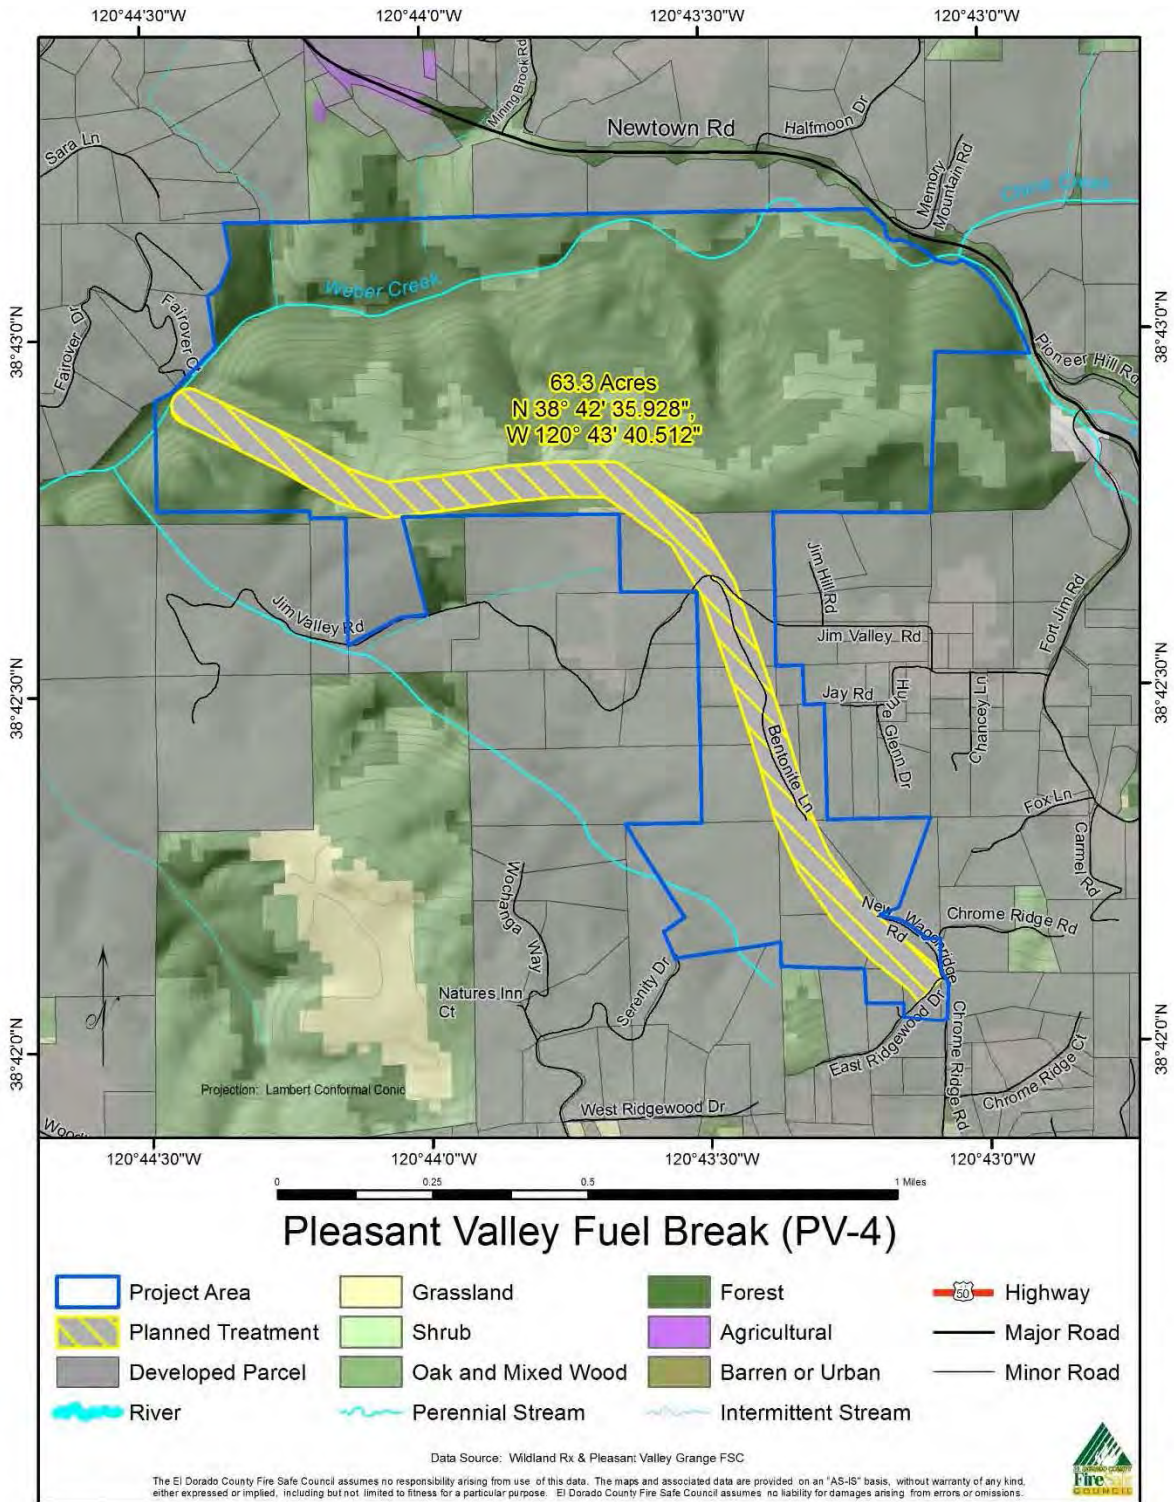 120°44'30"W 120°44'0"W 120°43'30"W 120°43'0"W
Mining Brook Rd
Newtown Rd
Halfmoon Dr
Sara Ln
Memory
Mountain Rd
Weber Creek
38°43'0"N
38°43'0"N
Fairover Dr
Fairover Ct
Pioneer Hill Rd
63.3 Acres
N 38° 42' 35.928",
W 120° 43' 40.512"
Jim Hill Rd
Fort Jim Rd
Jim Valley Rd
Jim Valley Rd
38°42'30"N
38°42'30"N
Jay Rd
Hume Glenn Dr
Chancey Ln
Bentonite Ln
Fox Ln
Carmel Rd
Wochanga
Way
New Wagonridge
Rd
Chrome Ridge Rd
Natures Inn
Ct
Serenity Dr
East Ridgewood Dr
Chrome Ridge Rd
Chrome Ridge Ct
38°42'0"N
38°42'0"N
N
Projection: Lambert Conformal Conic
West Ridgewood Dr
120°44'30"W 120°44'0"W 120°43'30"W 120°43'0"W
0 0.25 0.5 1 Miles
Pleasant Valley Fuel Break (PV-4)
Project Area Grassland Forest 50 Highway
Planned Treatment Shrub Agricultural Major Road
Developed Parcel Oak and Mixed Wood Barren or Urban Minor Road
River Perennial Stream Intermittent Stream
Data Source: Wildland Rx & Pleasant Valley Grange FSC
The El Dorado County Fire Safe Council assumes no responsibility arising from use of this data. The maps and associated data are provided on an "AS-IS" basis, without warranty of any kind,
either expressed or implied, including but not limited to fitness for a particular purpose. El Dorado County Fire Safe Council assumes no liability for damages arising from errors or omissions.
EL DORADO COUNTY
Fire Safe
COUNCIL